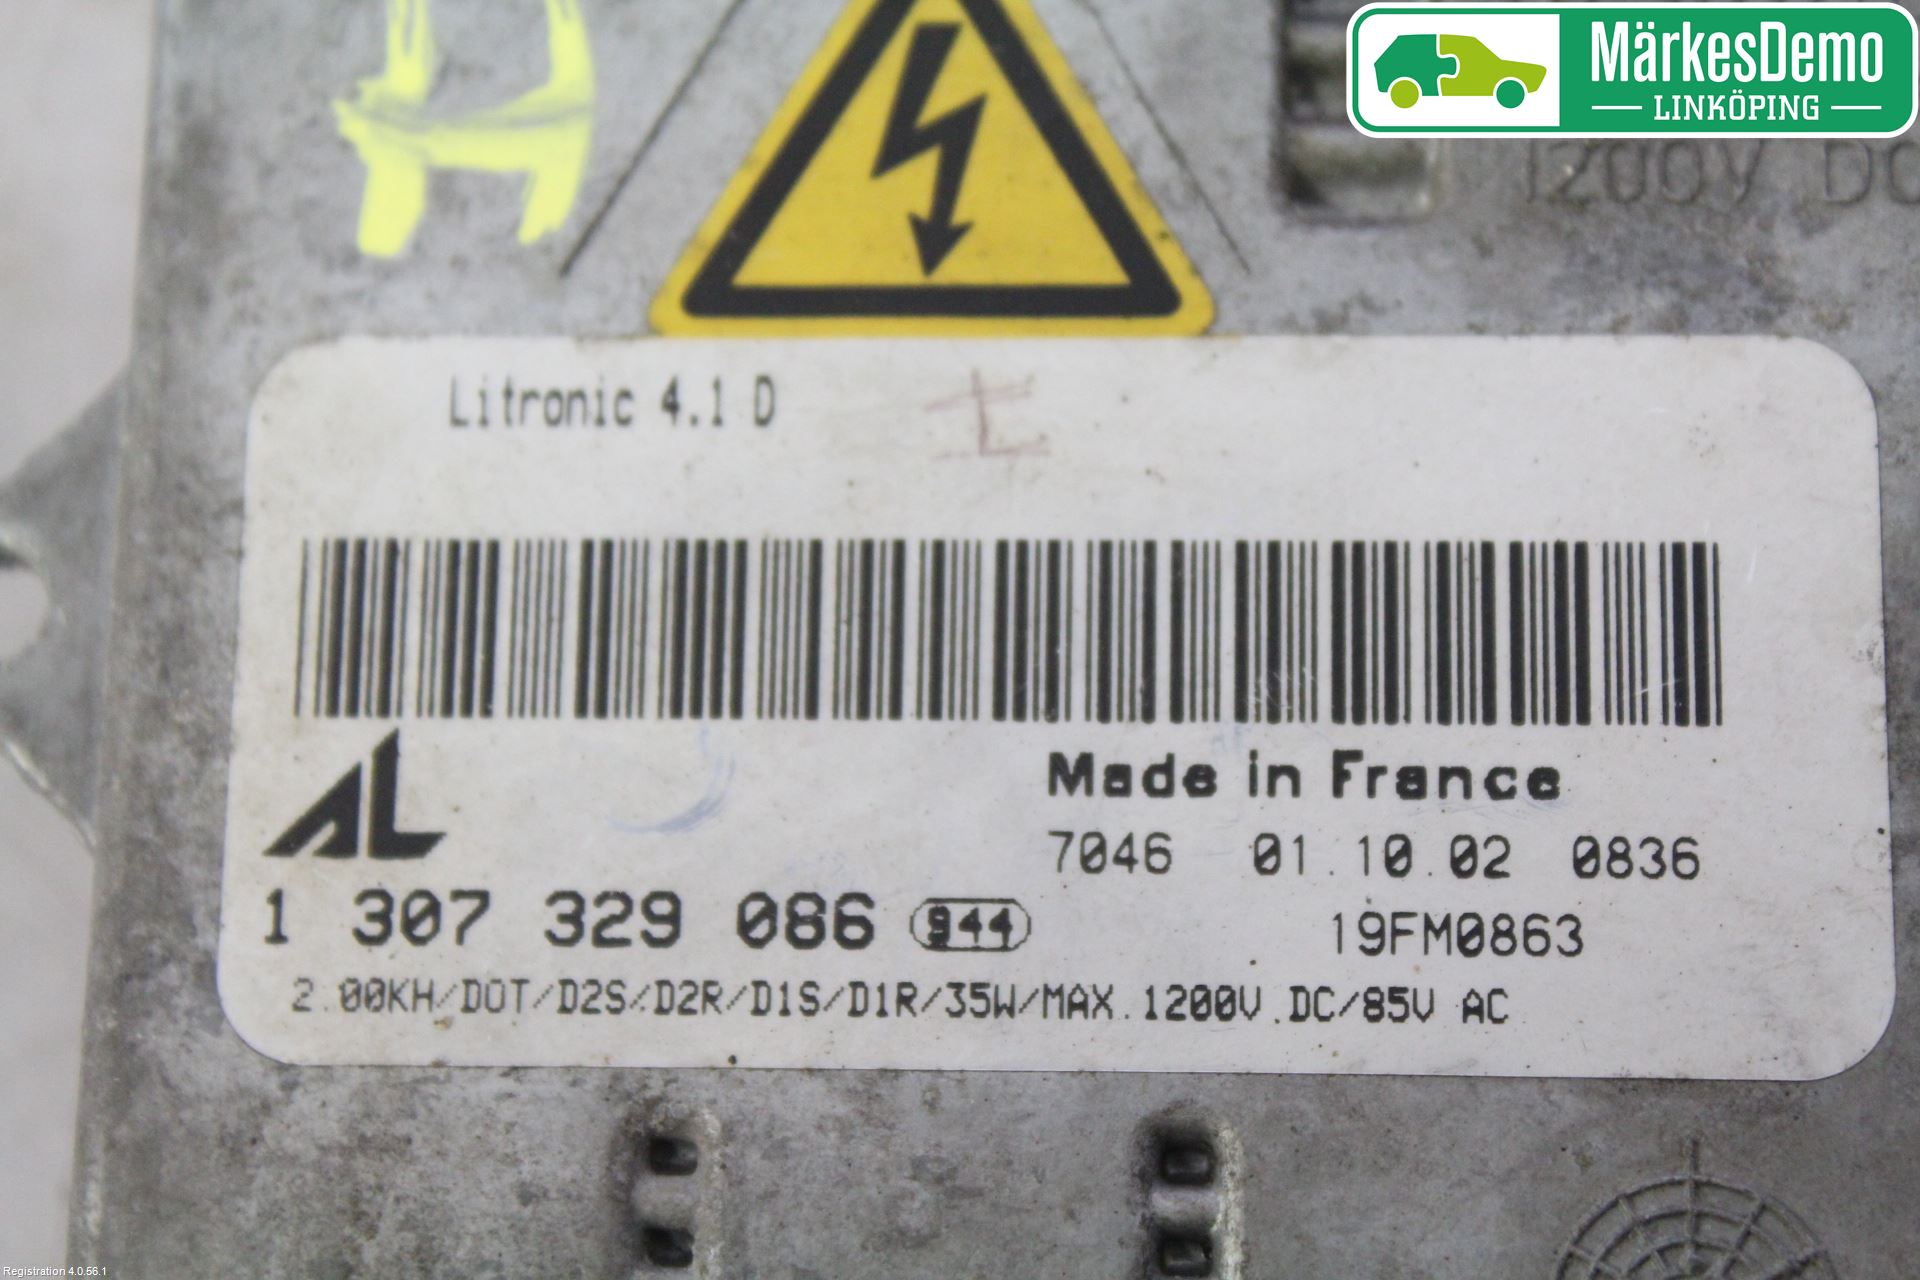 H
MärkesDemo
LINKÖPING
1200V DC
Litronic 4.1 D
AL
Made in France
7046 01.10.02 0836
1 307 329 086 944
19FM0863
2.00KH/DOT/D2S/D2R/D1S/D1R/35W/MAX.1200V.DC/85V AC
Registration 4.0.56.1